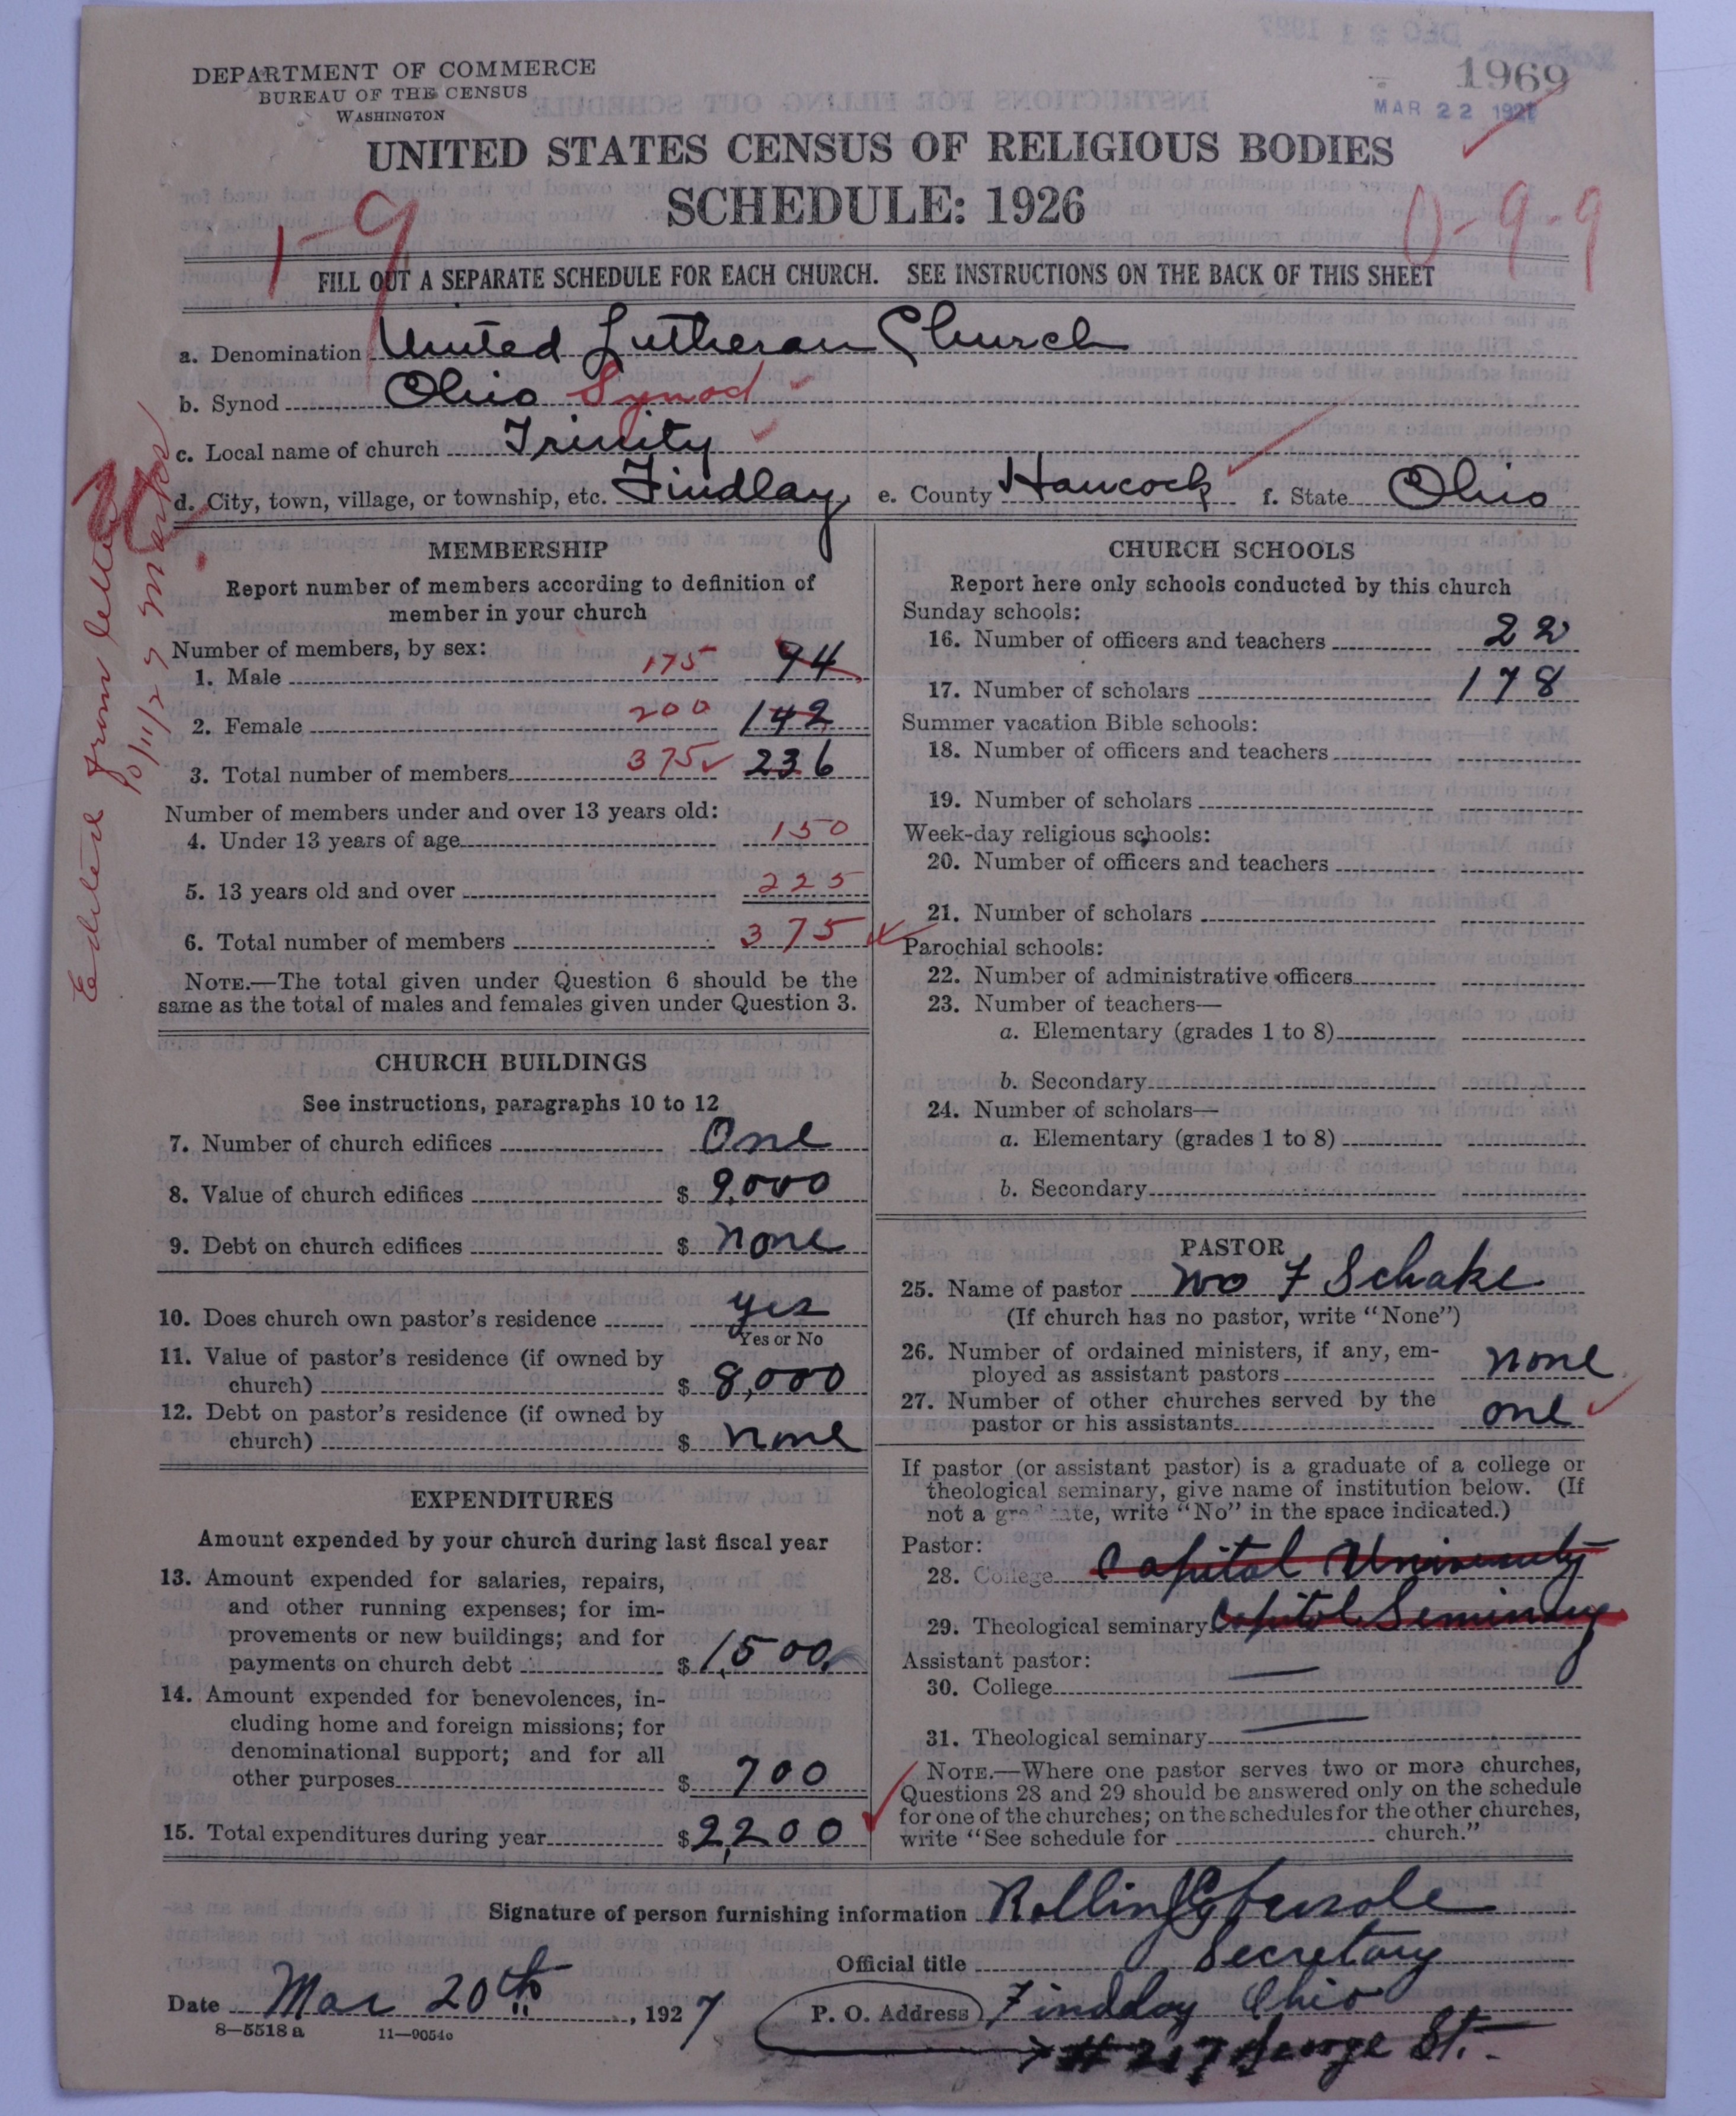 DEPARTMENT OF COMMERCE
BUREAU OF THE CENSUS
WASHINGTON
1969
MAR 22 192
UNITED STATES CENSUS OF RELIGIOUS BODIES
SCHEDULE: 1926
1-9
0-9-9
FILL OUT A SEPARATE SCHEDULE FOR EACH CHURCH. SEE INSTRUCTIONS ON THE BACK OF THIS SHEET
a. Denomination United Lutheran Church
b. Synod Ohio Synod
c. Local name of church Trinity
d. City, town, village, or township, etc. Findlay, e. County Hancock f. State Ohio
Edited from letter
10/11/27 Marks
MEMBERSHIP
Report number of members according to definition of
member in your church
Number of members, by sex:
1. Male 175 94
2. Female 200 142
3. Total number of members 375 236
Number of members under and over 13 years old:
4. Under 13 years of age 150
5. 13 years old and over 225
6. Total number of members 375
NOTE.—The total given under Question 6 should be the
same as the total of males and females given under Question 3.
CHURCH BUILDINGS
See instructions, paragraphs 10 to 12
7. Number of church edifices One
8. Value of church edifices $ 9,000
9. Debt on church edifices $ none
10. Does church own pastor's residence yes
Yes or No
11. Value of pastor's residence (if owned by
church) $ 8,000
12. Debt on pastor's residence (if owned by
church) $ none
EXPENDITURES
Amount expended by your church during last fiscal year
13. Amount expended for salaries, repairs,
and other running expenses; for im-
provements or new buildings; and for
payments on church debt $ 1,500
14. Amount expended for benevolences, in-
cluding home and foreign missions; for
denominational support; and for all
other purposes $ 700
15. Total expenditures during year $ 2,200
CHURCH SCHOOLS
Report here only schools conducted by this church
Sunday schools:
16. Number of officers and teachers 22
17. Number of scholars 178
Summer vacation Bible schools:
18. Number of officers and teachers
19. Number of scholars
Week-day religious schools:
20. Number of officers and teachers
21. Number of scholars
Parochial schools:
22. Number of administrative officers
23. Number of teachers—
a. Elementary (grades 1 to 8)
b. Secondary
24. Number of scholars—
a. Elementary (grades 1 to 8)
b. Secondary
PASTOR
25. Name of pastor F Schake
(If church has no pastor, write "None")
26. Number of ordained ministers, if any, em-
ployed as assistant pastors none
27. Number of other churches served by the
pastor or his assistants one
If pastor (or assistant pastor) is a graduate of a college or
theological seminary, give name of institution below. (If
not a write "No" in the space indicated.)
Pastor:
28. College Capital University
29. Theological seminary Capitol Seminary
Assistant pastor:
30. College
31. Theological seminary
NOTE.—Where one pastor serves two or more churches,
Questions 28 and 29 should be answered only on the schedule
for one of the churches; on the schedules for the other churches,
write "See schedule for church."
Signature of person furnishing information Rollin
Official title Secretary
Date Mar 20th, 1927 P. O. Address Findlay Ohio
8—5518 a 11—9054o
George St.